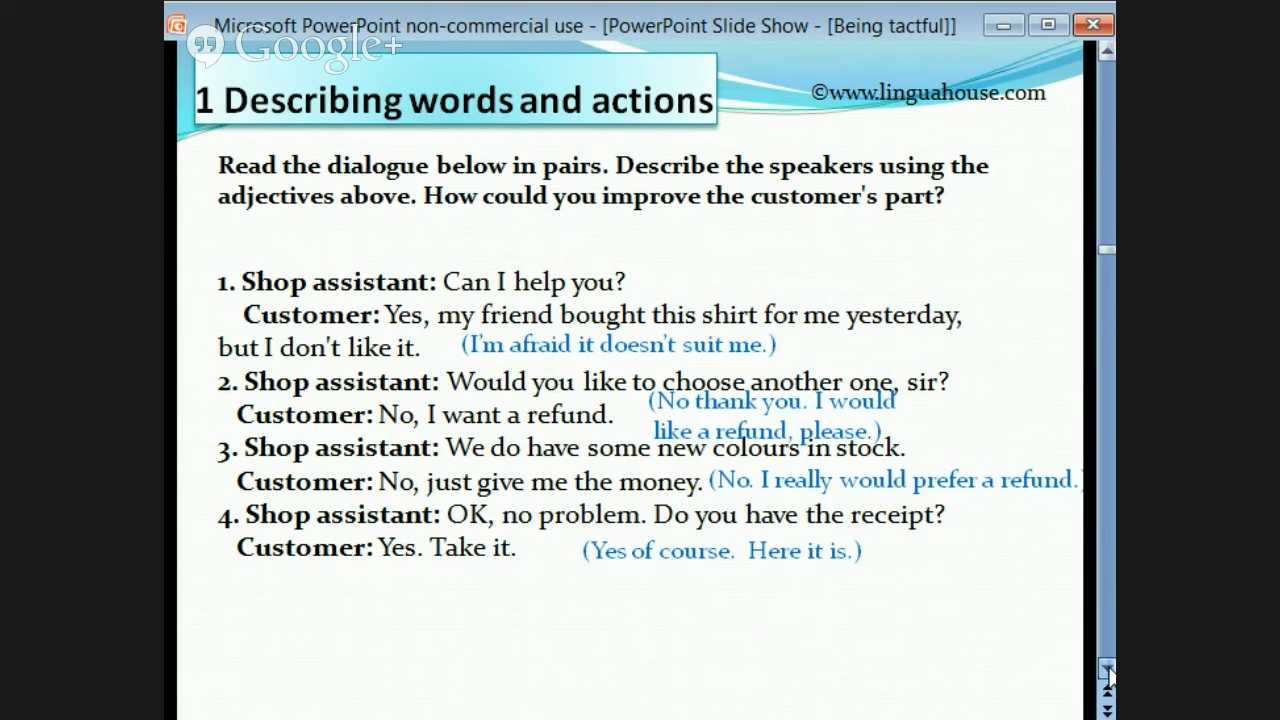 Microsoft PowerPoint non-commercial use - [PowerPoint Slide Show - [Being tactful]]
Google+
1 Describing words and actions
©www.linguahouse.com
Read the dialogue below in pairs. Describe the speakers using the
adjectives above. How could you improve the customer's part?
1. Shop assistant: Can I help you?
Customer: Yes, my friend bought this shirt for me yesterday,
but I don't like it. (I'm afraid it doesn't suit me.)
2. Shop assistant: Would you like to choose another one, sir?
Customer: No, I want a refund. (No thank you. I would
like a refund, please.)
3. Shop assistant: We do have some new colours in stock.
Customer: No, just give me the money. (No. I really would prefer a refund.)
4. Shop assistant: OK, no problem. Do you have the receipt?
Customer: Yes. Take it. (Yes of course. Here it is.)